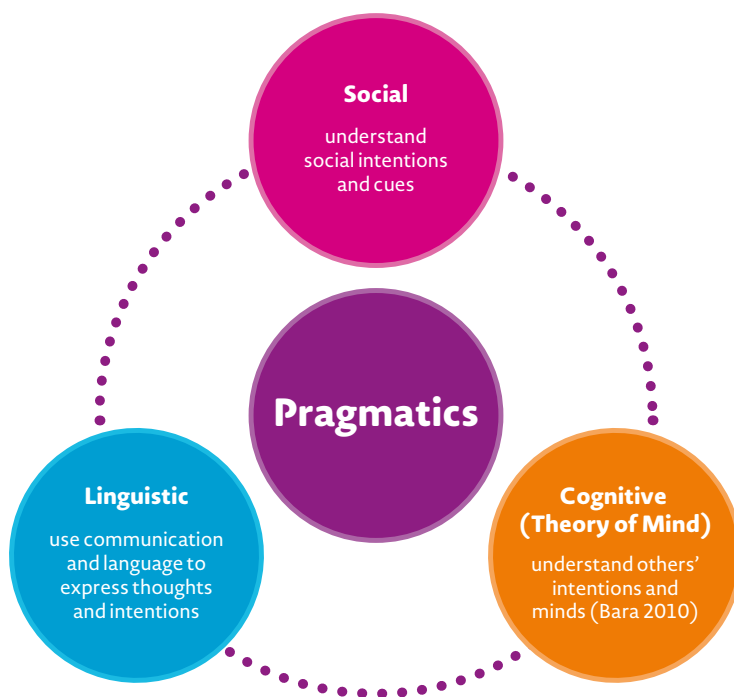 Social
understand
social intentions
and cues
Pragmatics
Linguistic
use communication
and language to
express thoughts
and intentions
Cognitive
(Theory of Mind)
understand others’
intentions and
minds (Bara 2010)